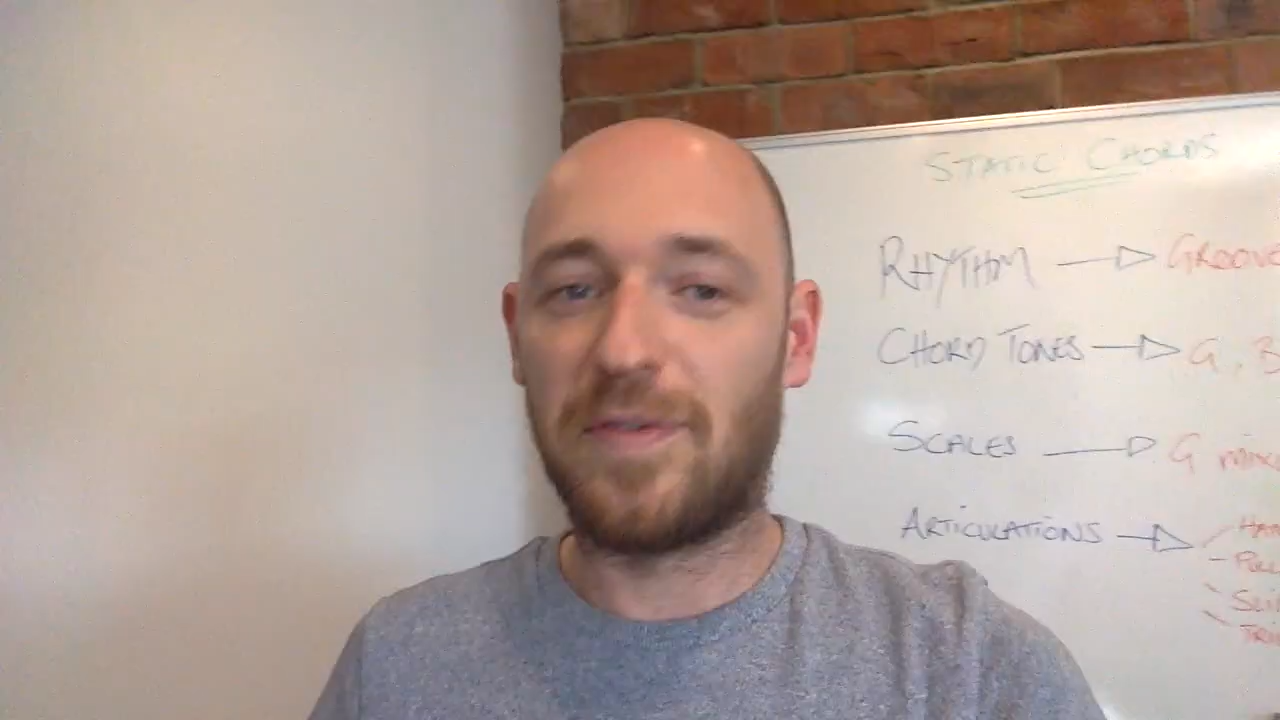 STATIC CHORDS
RHYTHM → GROOVE
CHORD TONES → G, B
SCALES → G
ARTICULATIONS →